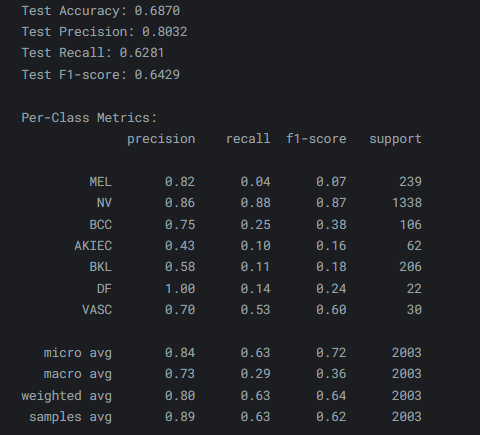 Test Accuracy: 0.6870
Test Precision: 0.8032
Test Recall: 0.6281
Test F1-score: 0.6429
Per-Class Metrics:
precision recall f1-score support
MEL 0.82 0.04 0.07 239
NV 0.86 0.88 0.87 1338
BCC 0.75 0.25 0.38 106
AKIEC 0.43 0.10 0.16 62
BKL 0.58 0.11 0.18 206
DF 1.00 0.14 0.24 22
VASC 0.70 0.53 0.60 30
micro avg 0.84 0.63 0.72 2003
macro avg 0.73 0.29 0.36 2003
weighted avg 0.80 0.63 0.64 2003
samples avg 0.89 0.63 0.62 2003